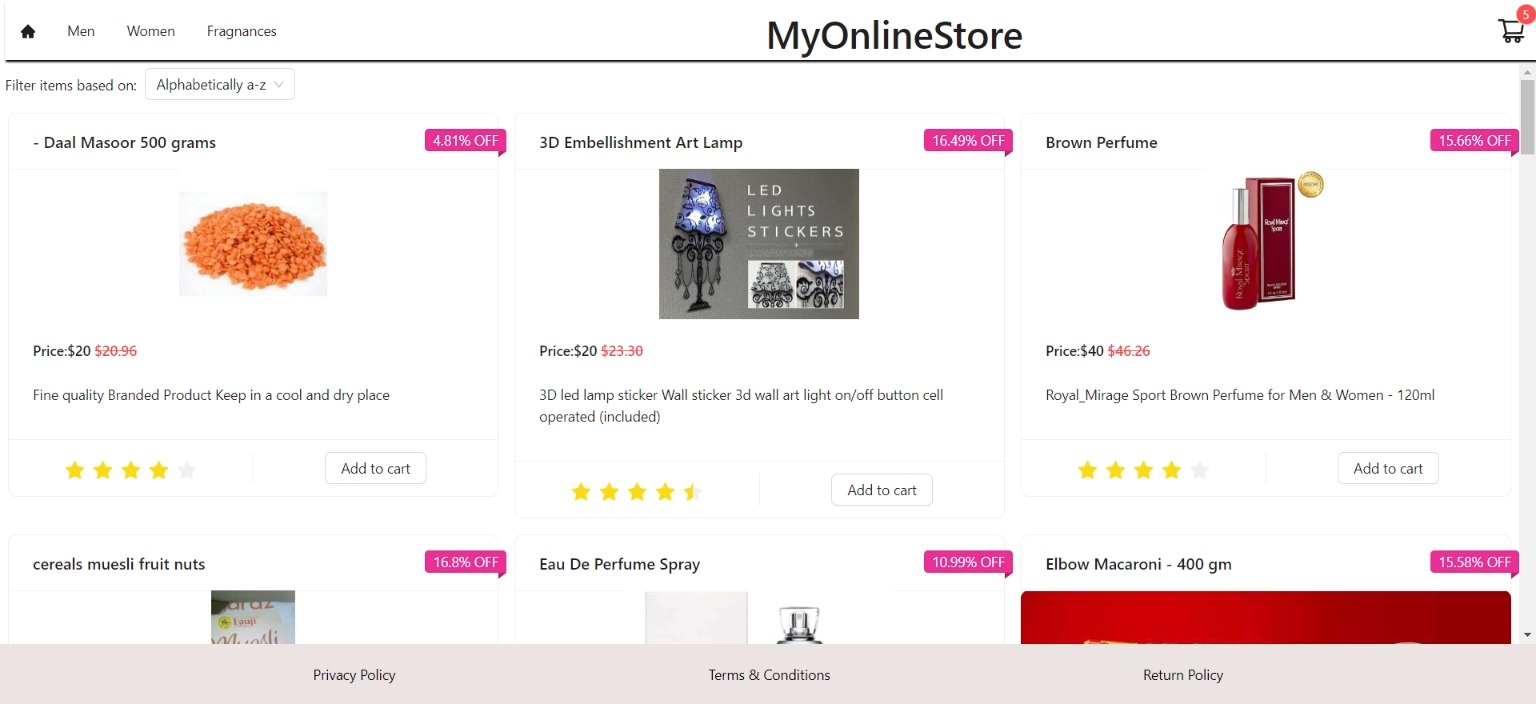 Men Women Fragnances
MyOnlineStore
5
Filter items based on: Alphabetically a-z
- Daal Masoor 500 grams
4.81% OFF
Price:$20 $20.96
Fine quality Branded Product Keep in a cool and dry place
Add to cart
3D Embellishment Art Lamp
16.49% OFF
LED
LIGHTS
STICKERS
Price:$20 $23.30
3D led lamp sticker Wall sticker 3d wall art light on/off button cell
operated (included)
Add to cart
Brown Perfume
15.66% OFF
Royal Mirage
Sport
Royal Mirage
Sport
Price:$40 $46.26
Royal_Mirage Sport Brown Perfume for Men & Women - 120ml
Add to cart
cereals muesli fruit nuts
16.8% OFF
Fauji
Muesli
Eau De Perfume Spray
10.99% OFF
Elbow Macaroni - 400 gm
15.58% OFF
Privacy Policy
Terms & Conditions
Return Policy